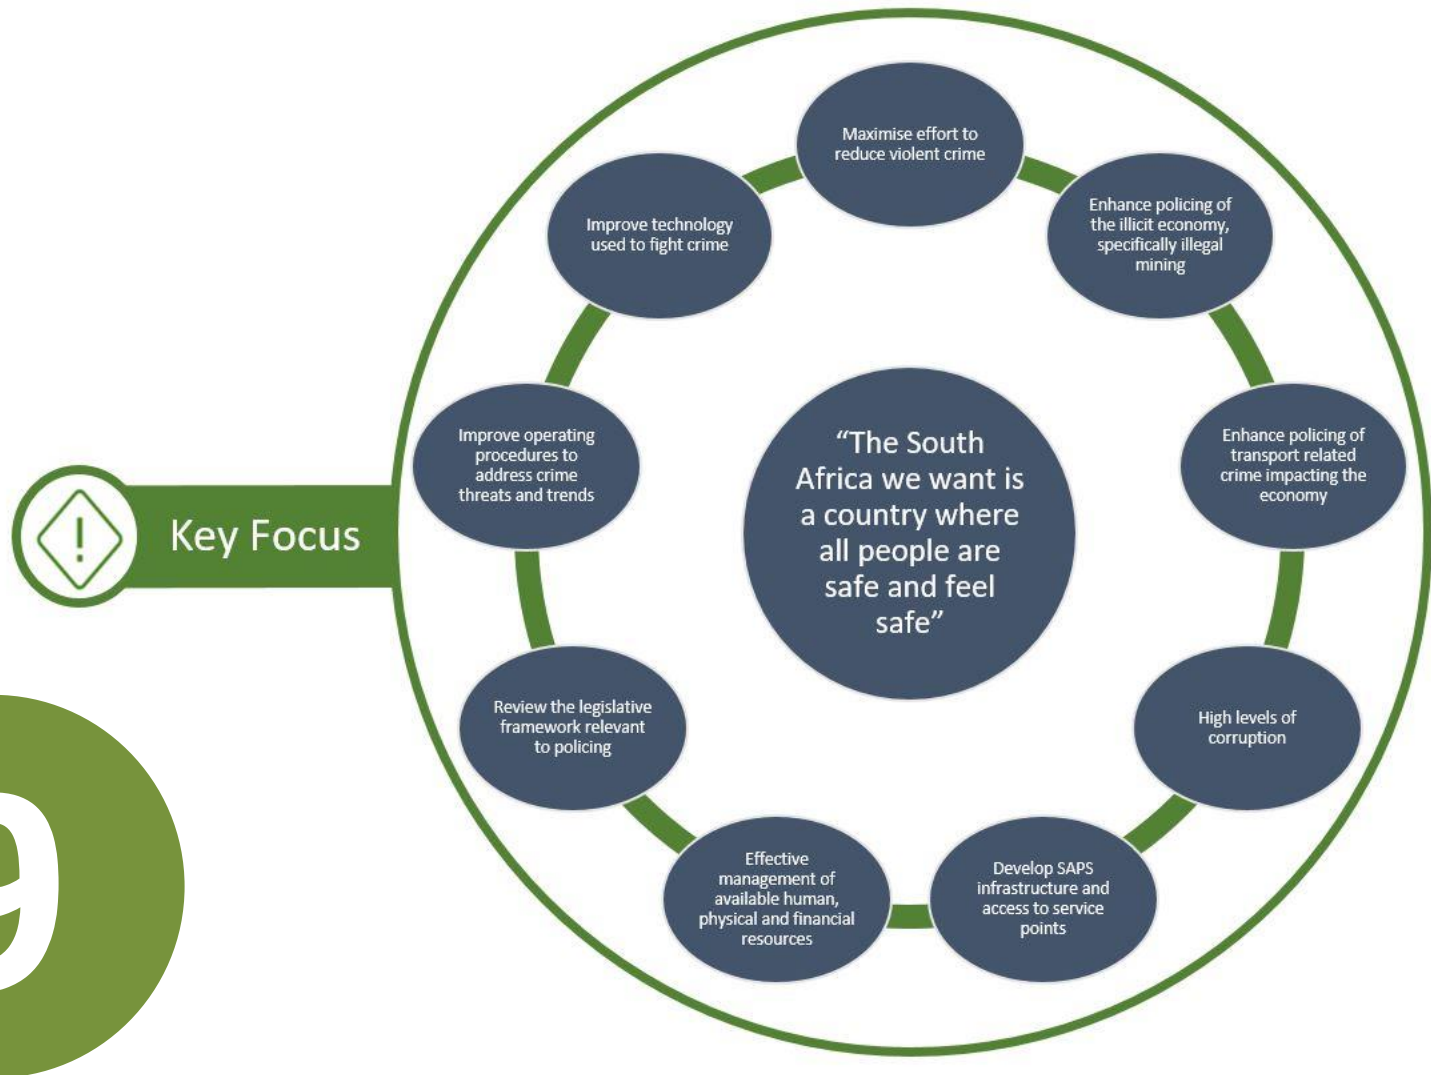 Maximise effort to
reduce violent crime
Enhance policing of
the illicit economy,
specifically illegal
mining
Enhance policing of
transport related
crime impacting the
economy
High levels of
corruption
Develop SAPS
infrastructure and
access to service
points
Effective
management of
available human,
physical and financial
resources
Review the legislative
framework relevant
to policing
Improve operating
procedures to
address crime
threats and trends
Improve technology
used to fight crime
“The South
Africa we want is
a country where
all people are
safe and feel
safe”
!
Key Focus
9